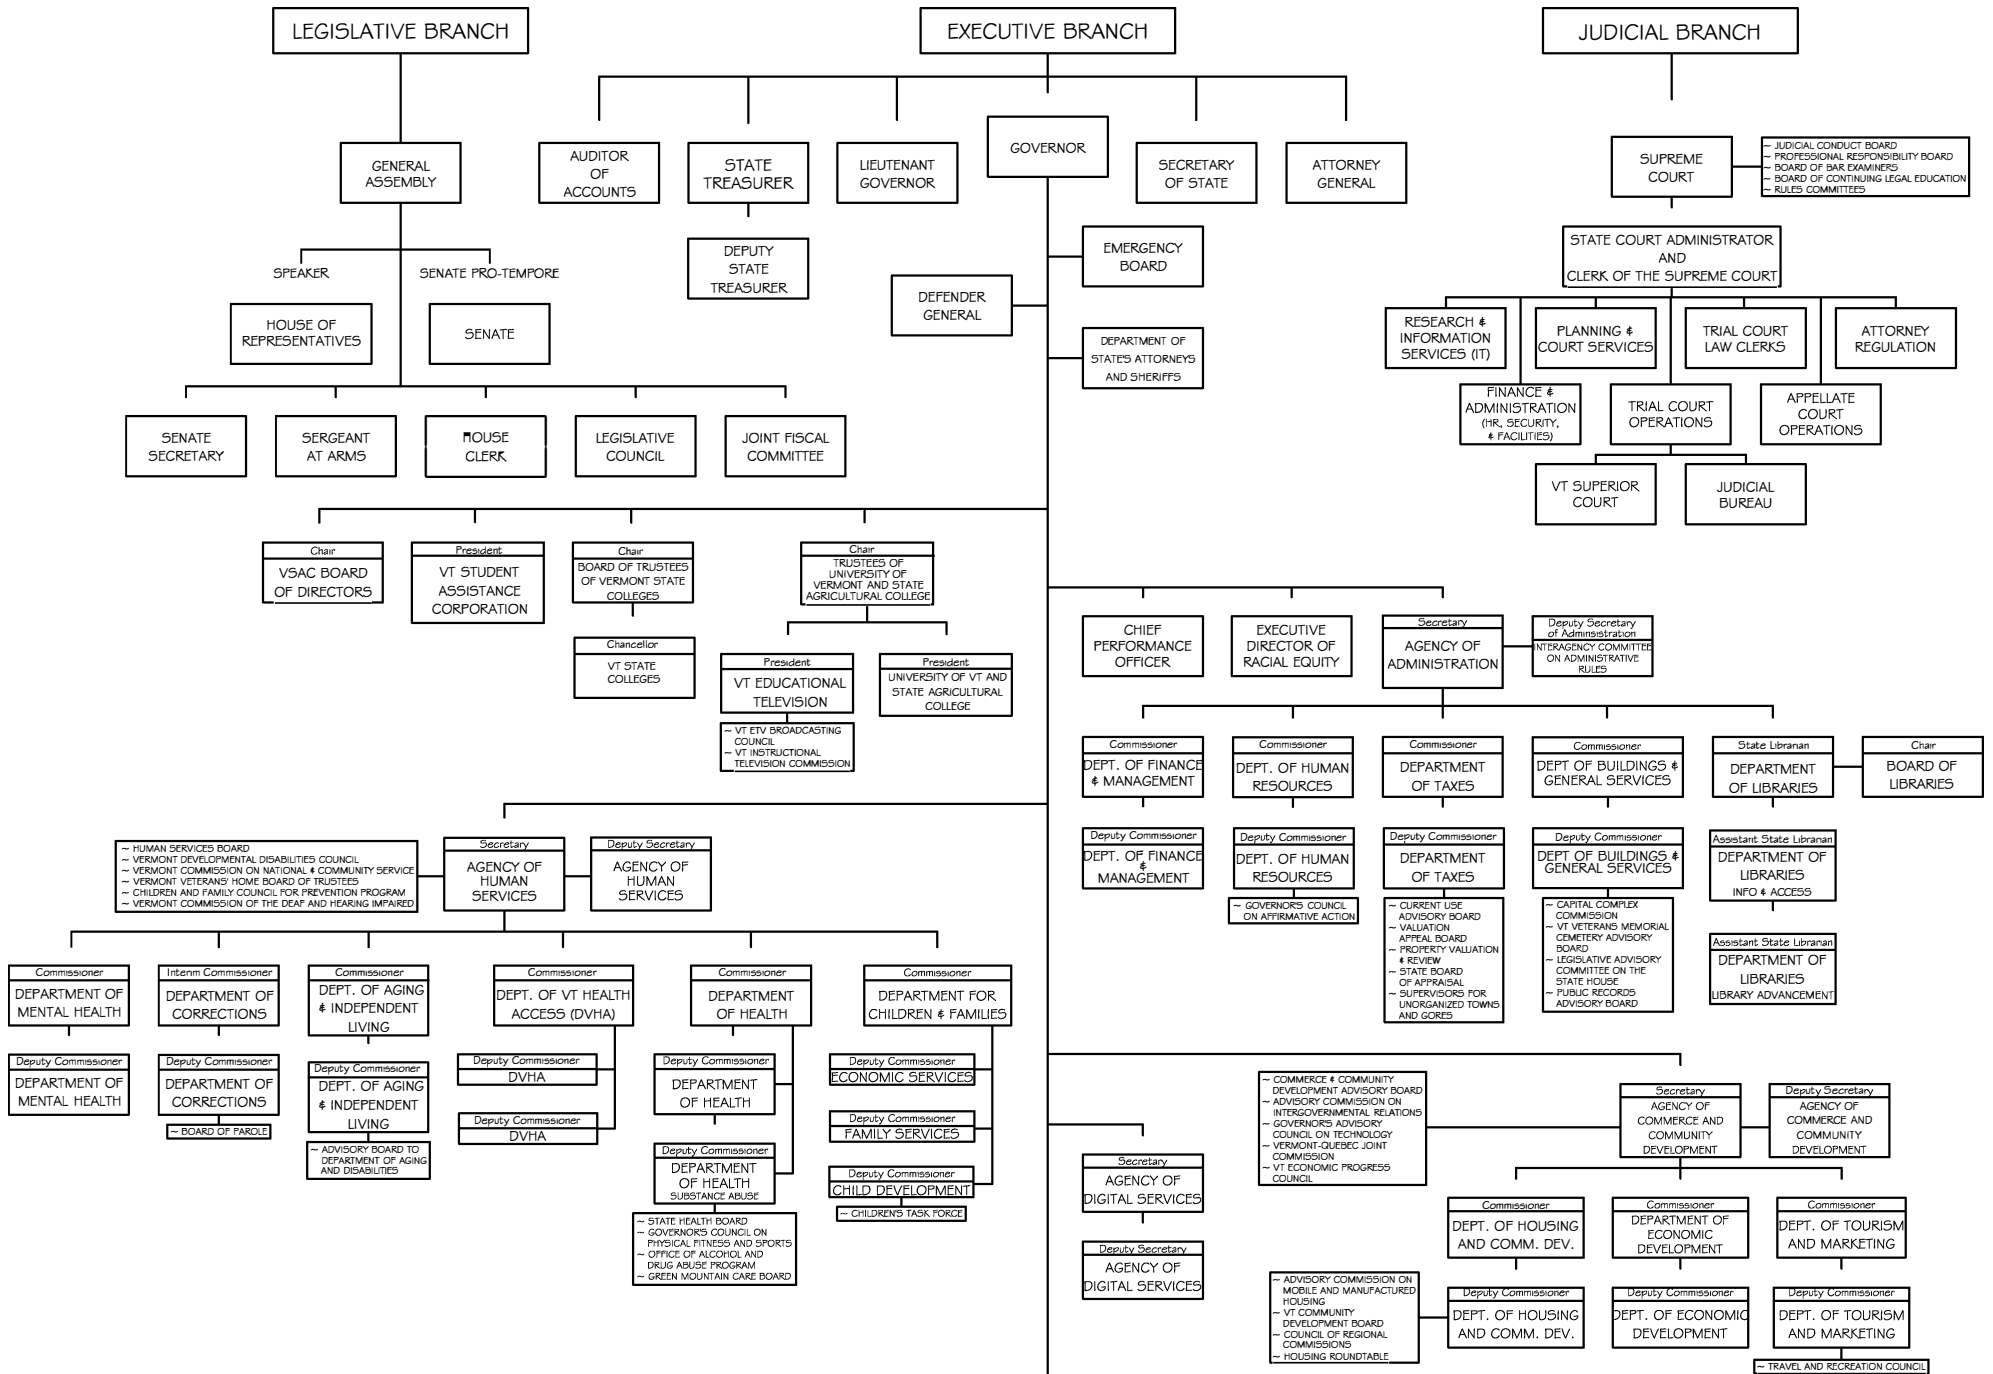 LEGISLATIVE BRANCH
EXECUTIVE BRANCH
JUDICIAL BRANCH
GENERAL
ASSEMBLY
SPEAKER
SENATE PRO-TEMPORE
HOUSE OF
REPRESENTATIVES
SENATE
SENATE
SECRETARY
SERGEANT
AT ARMS
HOUSE
CLERK
LEGISLATIVE
COUNCIL
JOINT FISCAL
COMMITTEE
AUDITOR
OF
ACCOUNTS
STATE
TREASURER
LIEUTENANT
GOVERNOR
GOVERNOR
SECRETARY
OF STATE
ATTORNEY
GENERAL
DEPUTY
STATE
TREASURER
EMERGENCY
BOARD
DEFENDER
GENERAL
DEPARTMENT OF
STATE'S ATTORNEYS
AND SHERIFFS
SUPREME
COURT
~ JUDICIAL CONDUCT BOARD
~ PROFESSIONAL RESPONSIBILITY BOARD
~ BOARD OF BAR EXAMINERS
~ BOARD OF CONTINUING LEGAL EDUCATION
~ RULES COMMITTEES
STATE COURT ADMINISTRATOR
AND
CLERK OF THE SUPREME COURT
RESEARCH &
INFORMATION
SERVICES (IT)
PLANNING &
COURT SERVICES
TRIAL COURT
LAW CLERKS
ATTORNEY
REGULATION
FINANCE &
ADMINISTRATION
(HR, SECURITY,
& FACILITIES)
TRIAL COURT
OPERATIONS
APPELLATE
COURT
OPERATIONS
VT SUPERIOR
COURT
JUDICIAL
BUREAU
Chair
VSAC BOARD
OF DIRECTORS
President
VT STUDENT
ASSISTANCE
CORPORATION
Chair
BOARD OF TRUSTEES
OF VERMONT STATE
COLLEGES
Chair
TRUSTEES OF
UNIVERSITY OF
VERMONT AND STATE
AGRICULTURAL COLLEGE
Chancellor
VT STATE
COLLEGES
President
VT EDUCATIONAL
TELEVISION
~ VT ETV BROADCASTING
COUNCIL
~ VT INSTRUCTIONAL
TELEVISION COMMISSION
President
UNIVERSITY OF VT AND
STATE AGRICULTURAL
COLLEGE
CHIEF
PERFORMANCE
OFFICER
EXECUTIVE
DIRECTOR OF
RACIAL EQUITY
Secretary
AGENCY OF
ADMINISTRATION
Deputy Secretary
of Administration
INTERAGENCY COMMITTEE
ON ADMINISTRATIVE
RULES
Commissioner
DEPT. OF FINANCE
& MANAGEMENT
Commissioner
DEPT. OF HUMAN
RESOURCES
Commissioner
DEPARTMENT
OF TAXES
Commissioner
DEPT OF BUILDINGS &
GENERAL SERVICES
State Librarian
DEPARTMENT
OF LIBRARIES
Chair
BOARD OF
LIBRARIES
Deputy Commissioner
DEPT. OF FINANCE
&
MANAGEMENT
Deputy Commissioner
DEPT. OF HUMAN
RESOURCES
~ GOVERNOR'S COUNCIL
ON AFFIRMATIVE ACTION
Deputy Commissioner
DEPARTMENT
OF TAXES
~ CURRENT USE
ADVISORY BOARD
~ VALUATION
APPEAL BOARD
~ PROPERTY VALUATION
& REVIEW
~ STATE BOARD
OF APPRAISAL
~ SUPERVISORS FOR
UNORGANIZED TOWNS
AND GORES
Deputy Commissioner
DEPT OF BUILDINGS &
GENERAL SERVICES
~ CAPITAL COMPLEX
COMMISSION
~ VT VETERANS MEMORIAL
CEMETERY ADVISORY
BOARD
~ LEGISLATIVE ADVISORY
COMMITTEE ON THE
STATE HOUSE
~ PUBLIC RECORDS
ADVISORY BOARD
Assistant State Librarian
DEPARTMENT OF
LIBRARIES
INFO & ACCESS
Assistant State Librarian
DEPARTMENT OF
LIBRARIES
LIBRARY ADVANCEMENT
~ HUMAN SERVICES BOARD
~ VERMONT DEVELOPMENTAL DISABILITIES COUNCIL
~ VERMONT COMMISSION ON NATIONAL & COMMUNITY SERVICE
~ VERMONT VETERANS' HOME BOARD OF TRUSTEES
~ CHILDREN AND FAMILY COUNCIL FOR PREVENTION PROGRAM
~ VERMONT COMMISSION OF THE DEAF AND HEARING IMPAIRED
Secretary
AGENCY OF
HUMAN
SERVICES
Deputy Secretary
AGENCY OF
HUMAN
SERVICES
Commissioner
DEPARTMENT OF
MENTAL HEALTH
Interim Commissioner
DEPARTMENT OF
CORRECTIONS
Commissioner
DEPT. OF AGING
& INDEPENDENT
LIVING
Commissioner
DEPT. OF VT HEALTH
ACCESS (DVHA)
Commissioner
DEPARTMENT
OF HEALTH
Commissioner
DEPARTMENT FOR
CHILDREN & FAMILIES
Deputy Commissioner
DEPARTMENT OF
MENTAL HEALTH
Deputy Commissioner
DEPARTMENT OF
CORRECTIONS
~ BOARD OF PAROLE
Deputy Commissioner
DEPT. OF AGING
& INDEPENDENT
LIVING
~ ADVISORY BOARD TO
DEPARTMENT OF AGING
AND DISABILITIES
Deputy Commissioner
DVHA
Deputy Commissioner
DVHA
Deputy Commissioner
DEPARTMENT
OF HEALTH
Deputy Commissioner
DEPARTMENT
OF HEALTH
SUBSTANCE ABUSE
~ STATE HEALTH BOARD
~ GOVERNOR'S COUNCIL ON
PHYSICAL FITNESS AND SPORTS
~ OFFICE OF ALCOHOL AND
DRUG ABUSE PROGRAM
~ GREEN MOUNTAIN CARE BOARD
Deputy Commissioner
ECONOMIC SERVICES
Deputy Commissioner
FAMILY SERVICES
Deputy Commissioner
CHILD DEVELOPMENT
~ CHILDREN'S TASK FORCE
Secretary
AGENCY OF
DIGITAL SERVICES
Deputy Secretary
AGENCY OF
DIGITAL SERVICES
~ COMMERCE & COMMUNITY
DEVELOPMENT ADVISORY BOARD
~ ADVISORY COMMISSION ON
INTERGOVERNMENTAL RELATIONS
~ GOVERNOR'S ADVISORY
COUNCIL ON TECHNOLOGY
~ VERMONT-QUEBEC JOINT
COMMISSION
~ VT ECONOMIC PROGRESS
COUNCIL
Secretary
AGENCY OF
COMMERCE AND
COMMUNITY
DEVELOPMENT
Deputy Secretary
AGENCY OF
COMMERCE AND
COMMUNITY
DEVELOPMENT
Commissioner
DEPT. OF HOUSING
AND COMM. DEV.
Commissioner
DEPARTMENT OF
ECONOMIC
DEVELOPMENT
Commissioner
DEPT. OF TOURISM
AND MARKETING
~ ADVISORY COMMISSION ON
MOBILE AND MANUFACTURED
HOUSING
~ VT COMMUNITY
DEVELOPMENT BOARD
~ COUNCIL OF REGIONAL
COMMISSIONS
~ HOUSING ROUNDTABLE
Deputy Commissioner
DEPT. OF HOUSING
AND COMM. DEV.
Deputy Commissioner
DEPT. OF ECONOMIC
DEVELOPMENT
Deputy Commissioner
DEPT. OF TOURISM
AND MARKETING
~ TRAVEL AND RECREATION COUNCIL